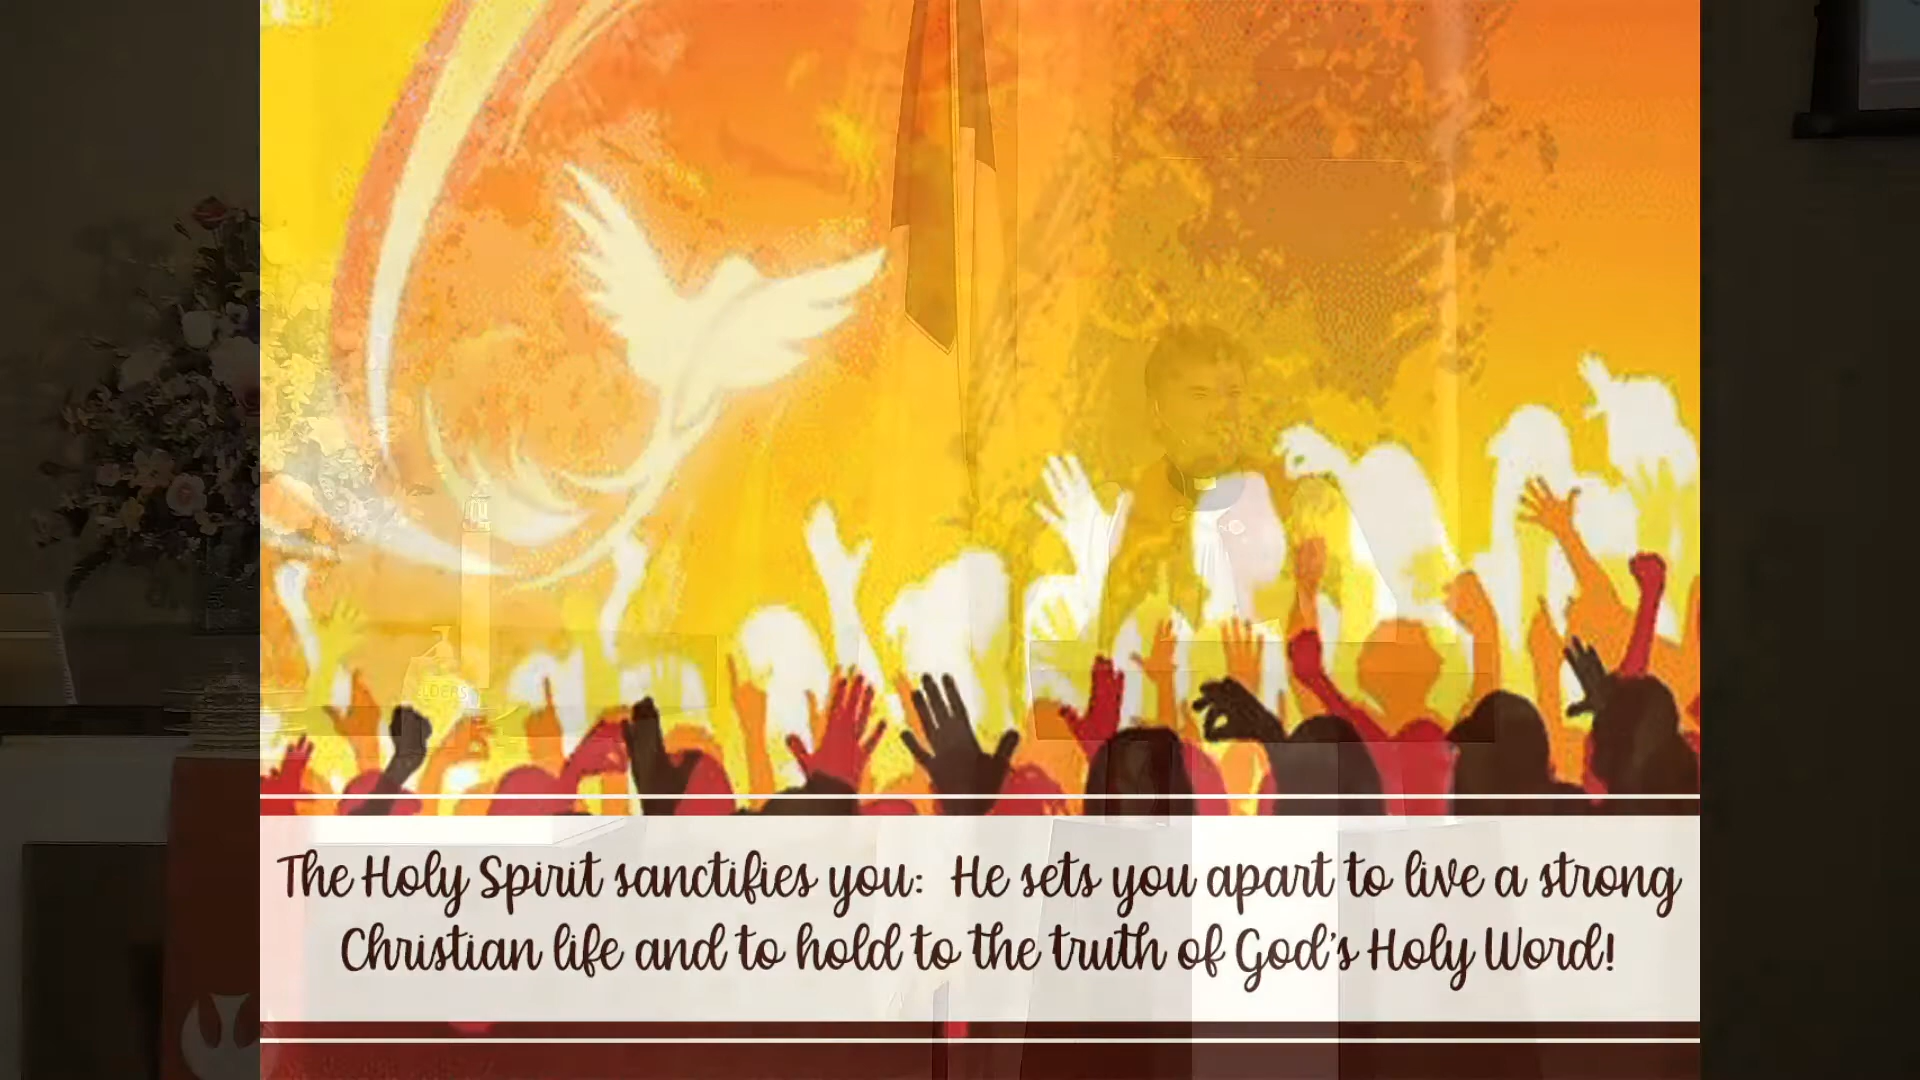 The Holy Spirit sanctifies you: He sets you apart to live a strong
Christian life and to hold to the truth of God's Holy Word!